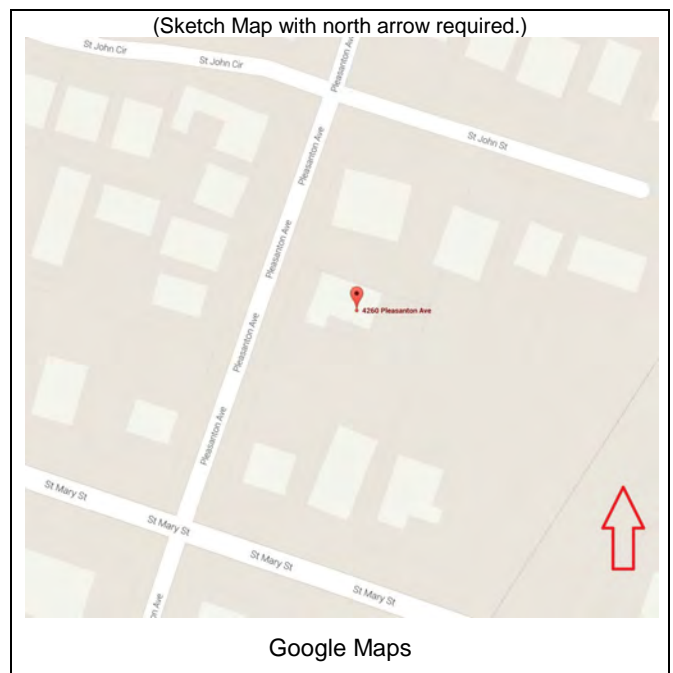 (Sketch Map with north arrow required.)
St John Cir
St John Cir
Pleasanton Ave
St John St
Pleasanton Ave
Pleasanton Ave
4260 Pleasanton Ave
Pleasanton Ave
Pleasanton Ave
St Mary St
St Mary St
St Mary St
St Mary St
on Ave
Google Maps